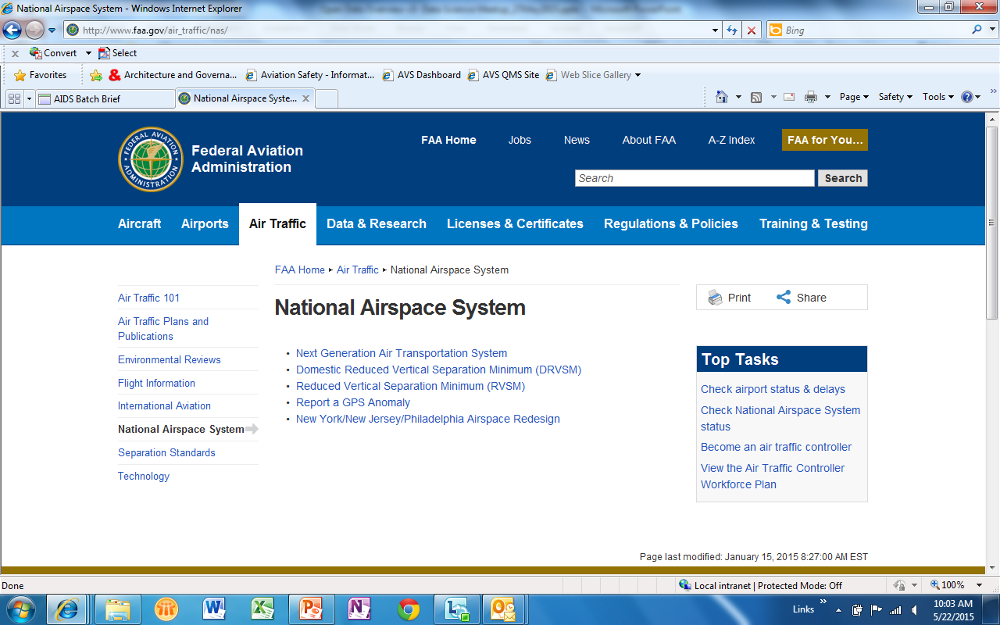 National Airspace System - Windows Internet Explorer
http://www.faa.gov/air_traffic/nas/
Bing
Convert
Select
Favorites
Architecture and Governa...
Aviation Safety - Informat...
AVS Dashboard
AVS QMS Site
Web Slice Gallery
AIDS Batch Brief
National Airspace Syste...
Page
Safety
Tools
FEDERAL AVIATION ADMINISTRATION
Federal Aviation
Administration
FAA Home
Jobs
News
About FAA
A-Z Index
FAA for You...
Search
Search
Aircraft
Airports
Air Traffic
Data & Research
Licenses & Certificates
Regulations & Policies
Training & Testing
FAA Home ▸ Air Traffic ▸ National Airspace System
Air Traffic 101
Air Traffic Plans and
Publications
Environmental Reviews
Flight Information
International Aviation
National Airspace System
Separation Standards
Technology
National Airspace System
• Next Generation Air Transportation System
• Domestic Reduced Vertical Separation Minimum (DRVSM)
• Reduced Vertical Separation Minimum (RVSM)
• Report a GPS Anomaly
• New York/New Jersey/Philadelphia Airspace Redesign
Print
Share
Top Tasks
Check airport status & delays
Check National Airspace System
status
Become an air traffic controller
View the Air Traffic Controller
Workforce Plan
Page last modified: January 15, 2015 8:27:00 AM EST
Done
Local intranet | Protected Mode: Off
100%
Links
10:03 AM
5/22/2015